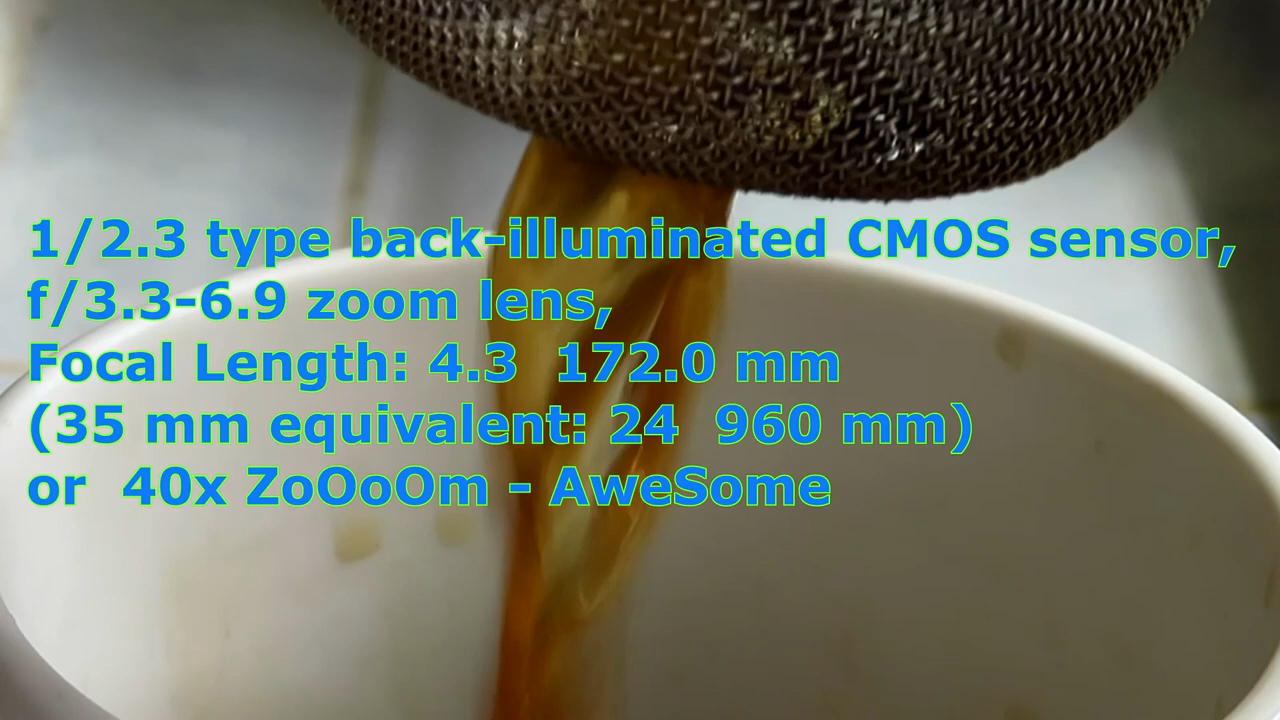 1/2.3 type back-illuminated CMOS sensor,
f/3.3-6.9 zoom lens,
Focal Length: 4.3  172.0 mm
(35 mm equivalent: 24  960 mm)
or  40x ZoOoOm - AweSome